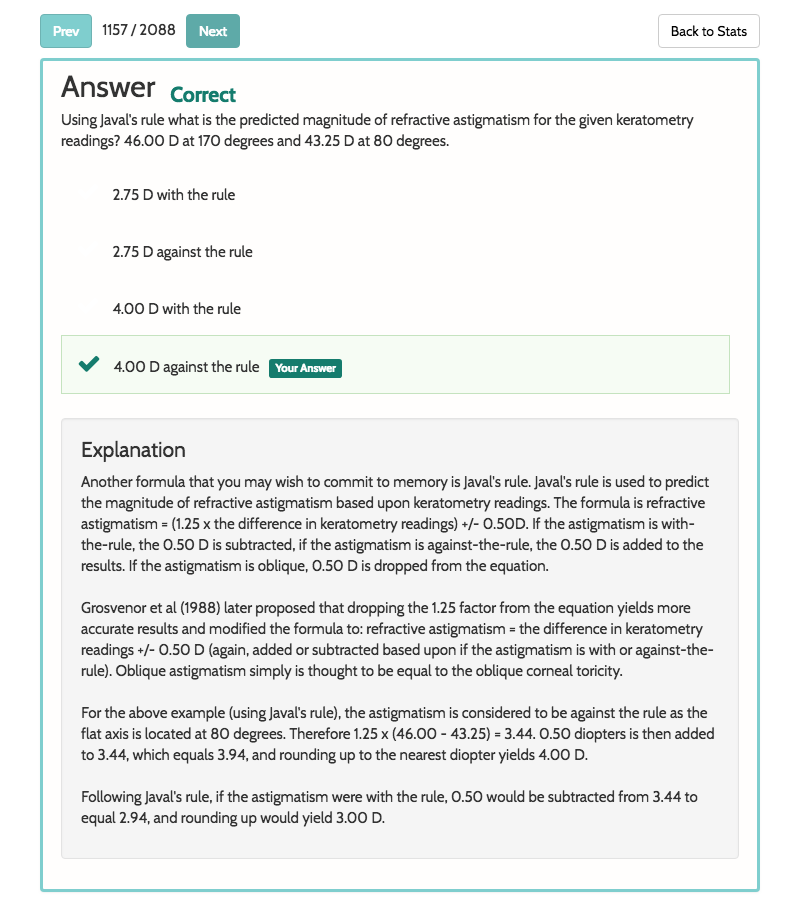 Prev 1157 / 2088 Next Back to Stats
Answer Correct
Using Javal's rule what is the predicted magnitude of refractive astigmatism for the given keratometry
readings? 46.00 D at 170 degrees and 43.25 D at 80 degrees.
2.75 D with the rule
2.75 D against the rule
4.00 D with the rule
4.00 D against the rule Your Answer
Explanation
Another formula that you may wish to commit to memory is Javal's rule. Javal's rule is used to predict
the magnitude of refractive astigmatism based upon keratometry readings. The formula is refractive
astigmatism = (1.25 x the difference in keratometry readings) +/- 0.50D. If the astigmatism is with-
the-rule, the 0.50 D is subtracted, if the astigmatism is against-the-rule, the 0.50 D is added to the
results. If the astigmatism is oblique, 0.50 D is dropped from the equation.
Grosvenor et al (1988) later proposed that dropping the 1.25 factor from the equation yields more
accurate results and modified the formula to: refractive astigmatism = the difference in keratometry
readings +/- 0.50 D (again, added or subtracted based upon if the astigmatism is with or against-the-
rule). Oblique astigmatism simply is thought to be equal to the oblique corneal toricity.
For the above example (using Javal's rule), the astigmatism is considered to be against the rule as the
flat axis is located at 80 degrees. Therefore 1.25 x (46.00 - 43.25) = 3.44. 0.50 diopters is then added
to 3.44, which equals 3.94, and rounding up to the nearest diopter yields 4.00 D.
Following Javal's rule, if the astigmatism were with the rule, 0.50 would be subtracted from 3.44 to
equal 2.94, and rounding up would yield 3.00 D.